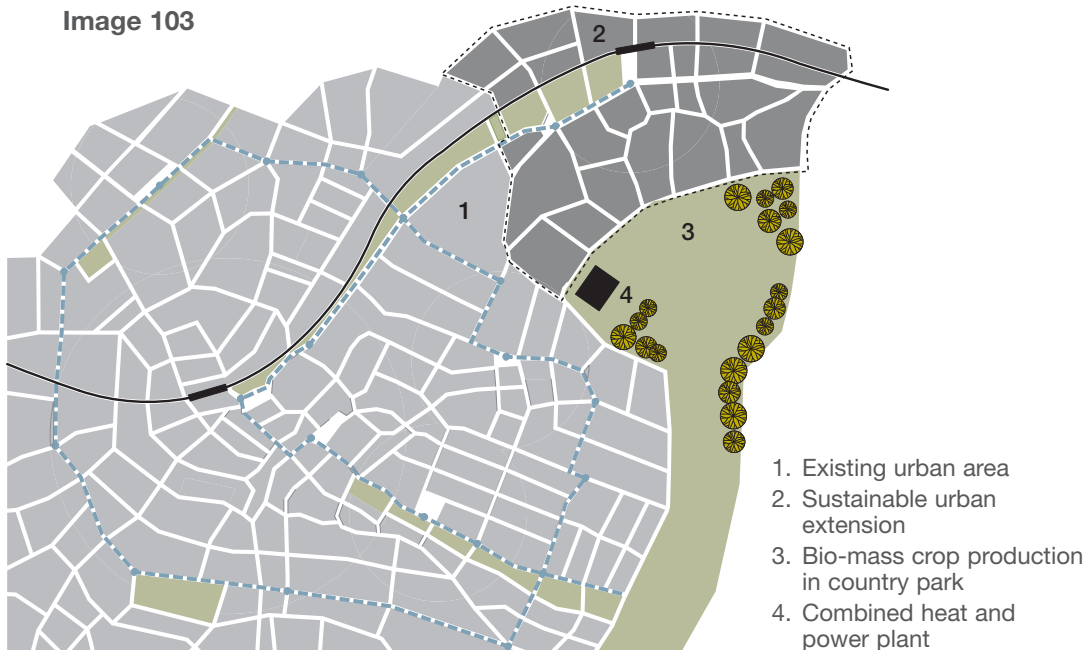 Image 103
2
1
3
4
1. Existing urban area
2. Sustainable urban
extension
3. Bio-mass crop production
in country park
4. Combined heat and
power plant